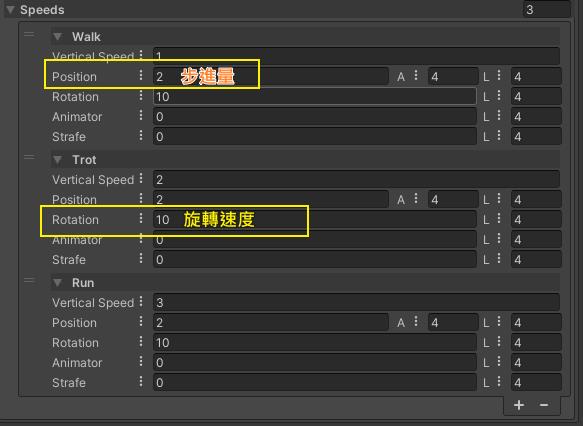 Speeds 3
Walk
Vertical Speed 1
Position 2 步進量 A 4 L 4
Rotation 10 L 4
Animator 0 L 4
Strafe 0 L 4
Trot
Vertical Speed 2
Position 2 A 4 L 4
Rotation 10 旋轉速度 L 4
Animator 0 L 4
Strafe 0 L 4
Run
Vertical Speed 3
Position 2 A 4 L 4
Rotation 10 L 4
Animator 0 L 4
Strafe 0 L 4
+ −